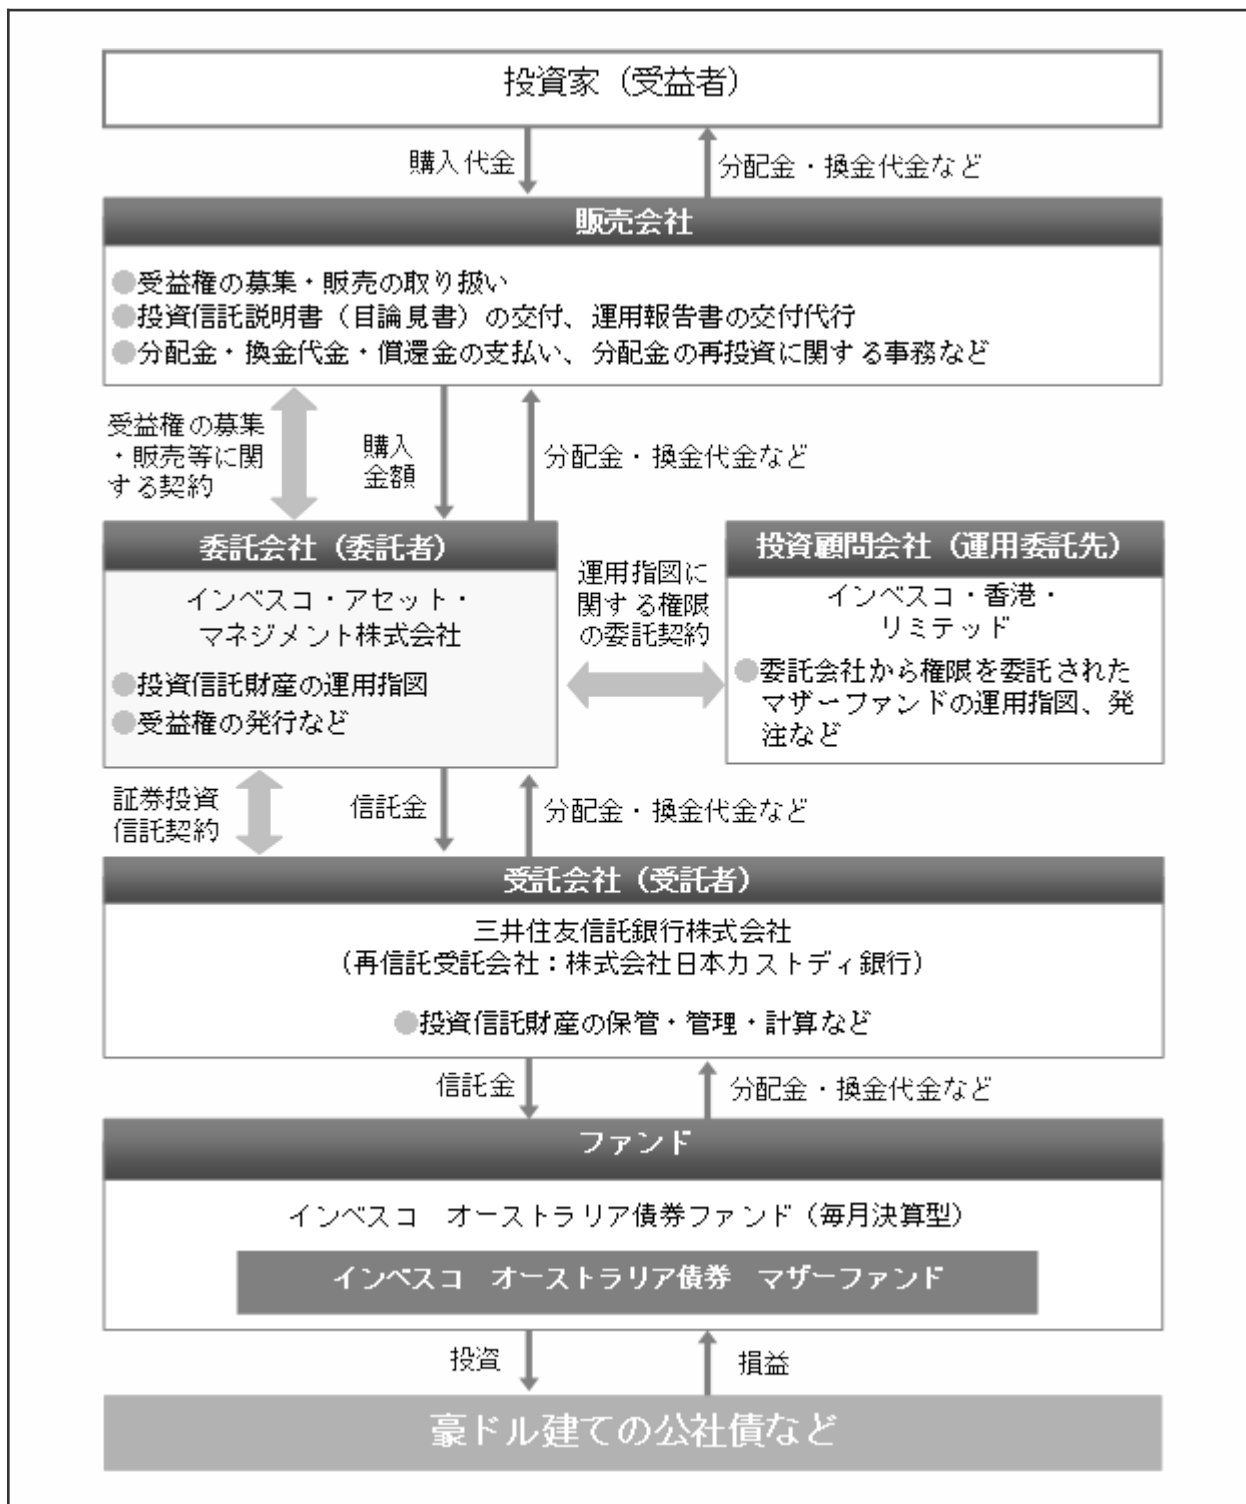 投資家（受益者）
購入代金
分配金・換金代金など
販売会社
●受益権の募集・販売の取り扱い
●投資信託説明書（目論見書）の交付、運用報告書の交付代行
●分配金・換金代金・償還金の支払い、分配金の再投資に関する事務など
受益権の募集
・販売等に関
する契約
購入
金額
分配金・換金代金など
委託会社（委託者）
インベスコ・アセット・
マネジメント株式会社
●投資信託財産の運用指図
●受益権の発行など
運用指図に
関する権限
の委託契約
投資顧問会社（運用委託先）
インベスコ・香港・
リミテッド
●委託会社から権限を委託された
マザーファンドの運用指図、発
注など
証券投資
信託契約
信託金
分配金・換金代金など
受託会社（受託者）
三井住友信託銀行株式会社
（再信託受託会社：株式会社日本カストディ銀行）
●投資信託財産の保管・管理・計算など
信託金
分配金・換金代金など
ファンド
インベスコ　オーストラリア債券ファンド（毎月決算型）
インベスコ　オーストラリア債券　マザーファンド
投資
損益
豪ドル建ての公社債など